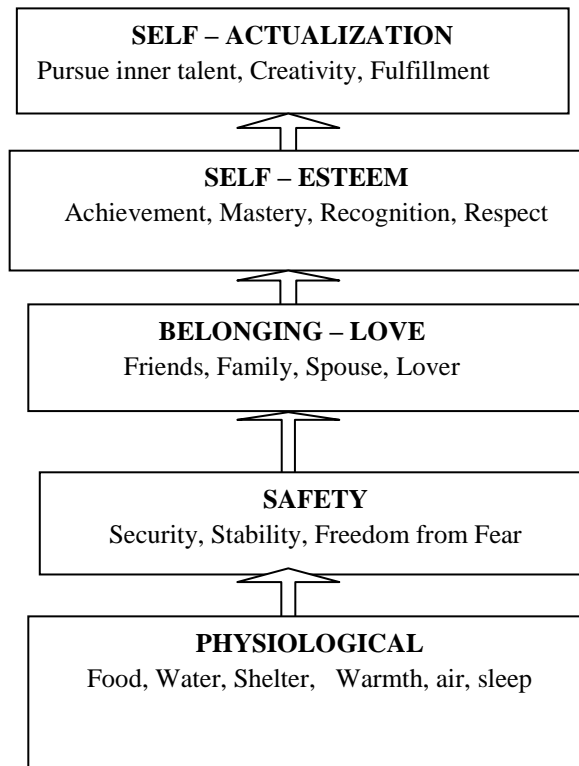 SELF – ACTUALIZATION
Pursue inner talent, Creativity, Fulfillment
SELF – ESTEEM
Achievement, Mastery, Recognition, Respect
BELONGING – LOVE
Friends, Family, Spouse, Lover
SAFETY
Security, Stability, Freedom from Fear
PHYSIOLOGICAL
Food, Water, Shelter, Warmth, air, sleep